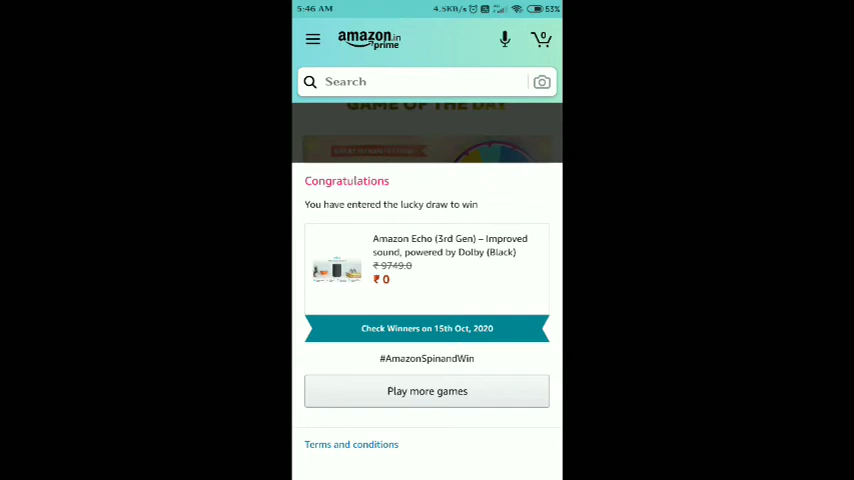 5:46 AM 4.5KB/s 53%
amazon.in
prime
0
Search
GAME OF THE DAY
Congratulations
You have entered the lucky draw to win
Amazon Echo (3rd Gen) – Improved
sound, powered by Dolby (Black)
₹ 9749.0
₹ 0
Check Winners on 15th Oct, 2020
#AmazonSpinandWin
Play more games
Terms and conditions